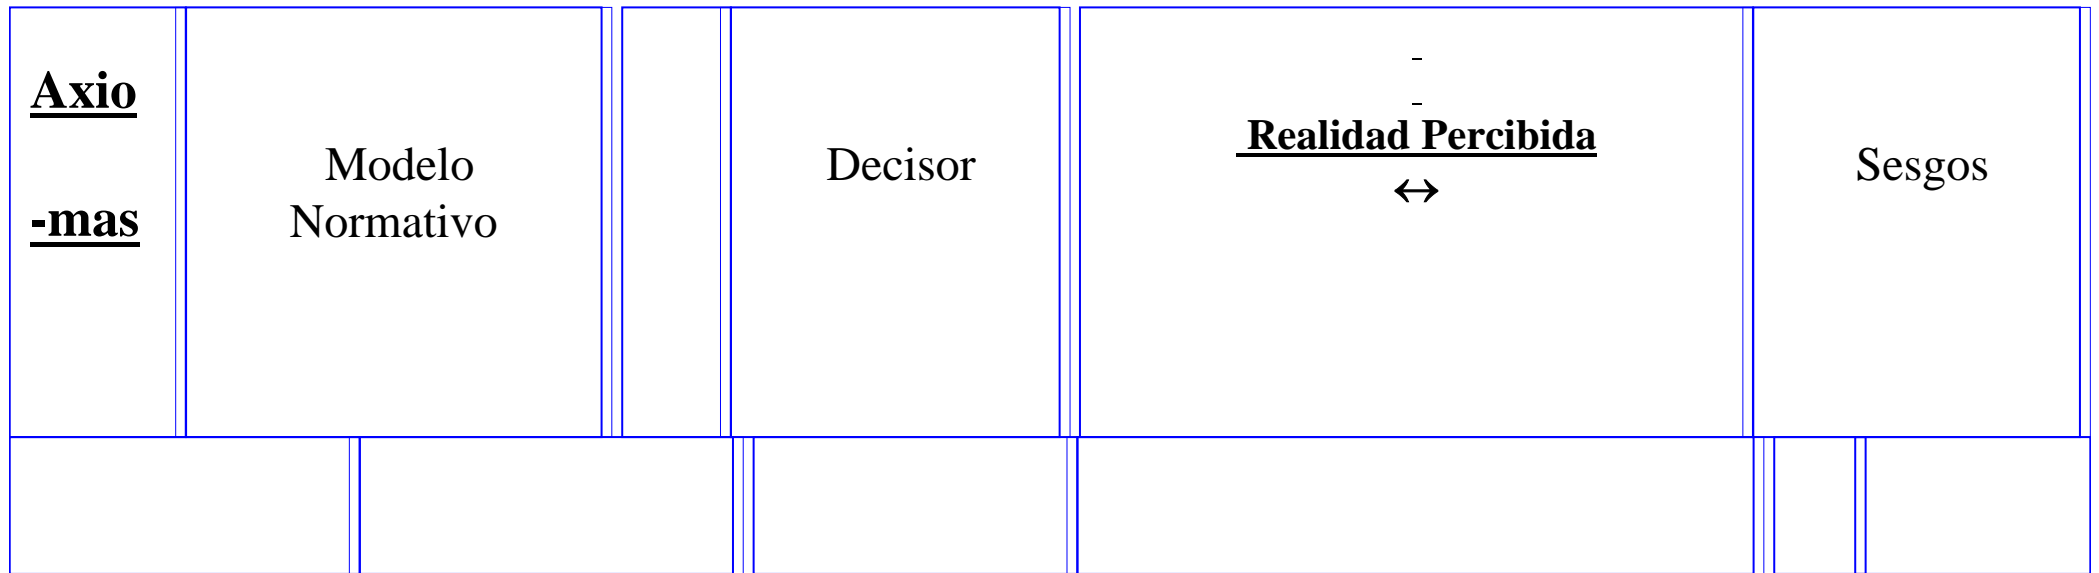 Axio
-mas
Modelo
Normativo
Decisor
-
-
Realidad Percibida
↔
Sesgos